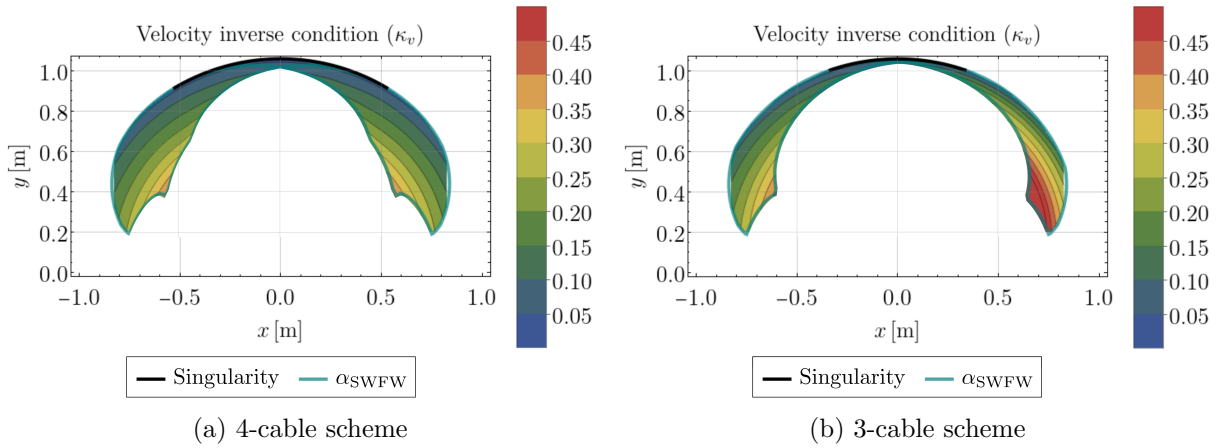 Velocity inverse condition (κ_v)
y [m]
1.0
0.8
0.6
0.4
0.2
0.0
−1.0 −0.5 0.0 0.5 1.0
x [m]
0.45
0.40
0.35
0.30
0.25
0.20
0.15
0.10
0.05
Singularity α_SWFW
(a) 4-cable scheme
Velocity inverse condition (κ_v)
y [m]
1.0
0.8
0.6
0.4
0.2
0.0
−1.0 −0.5 0.0 0.5 1.0
x [m]
0.45
0.40
0.35
0.30
0.25
0.20
0.15
0.10
0.05
Singularity α_SWFW
(b) 3-cable scheme